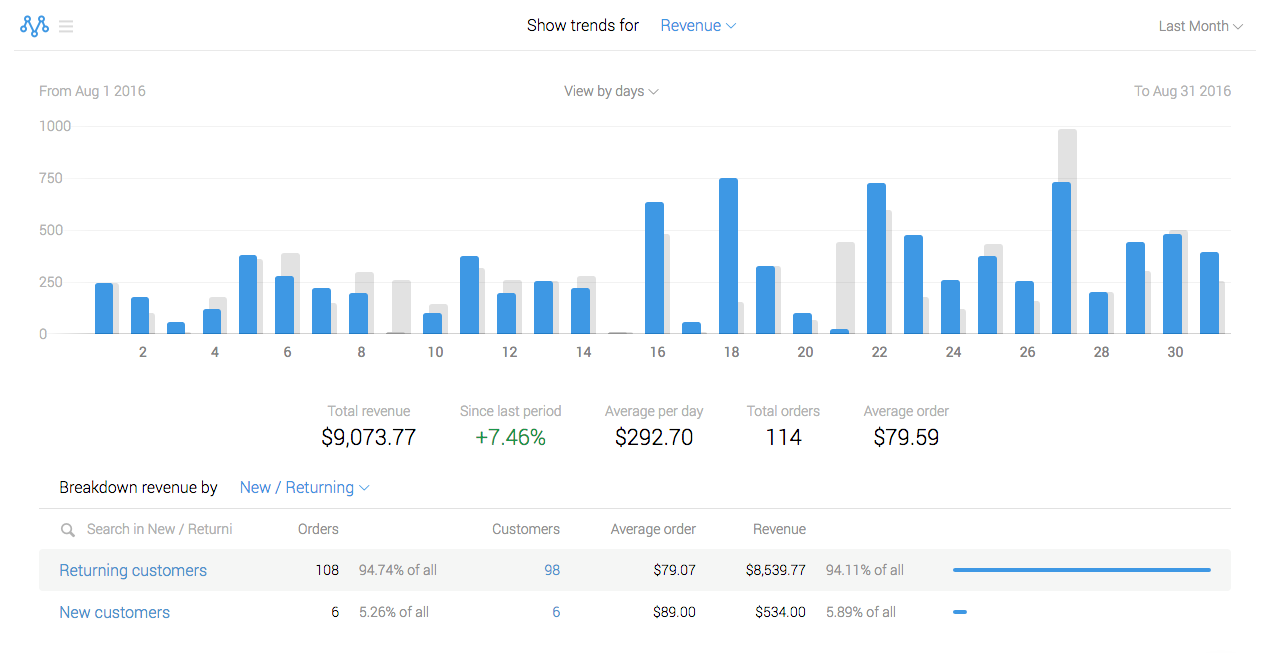 Show trends for Revenue Last Month
From Aug 1 2016 View by days To Aug 31 2016
1000
750
500
250
0
2 4 6 8 10 12 14 16 18 20 22 24 26 28 30
Total revenue Since last period Average per day Total orders Average order
$9,073.77 +7.46% $292.70 114 $79.59
Breakdown revenue by New / Returning
Search in New / Returni Orders Customers Average order Revenue
Returning customers 108 94.74% of all 98 $79.07 $8,539.77 94.11% of all
New customers 6 5.26% of all 6 $89.00 $534.00 5.89% of all